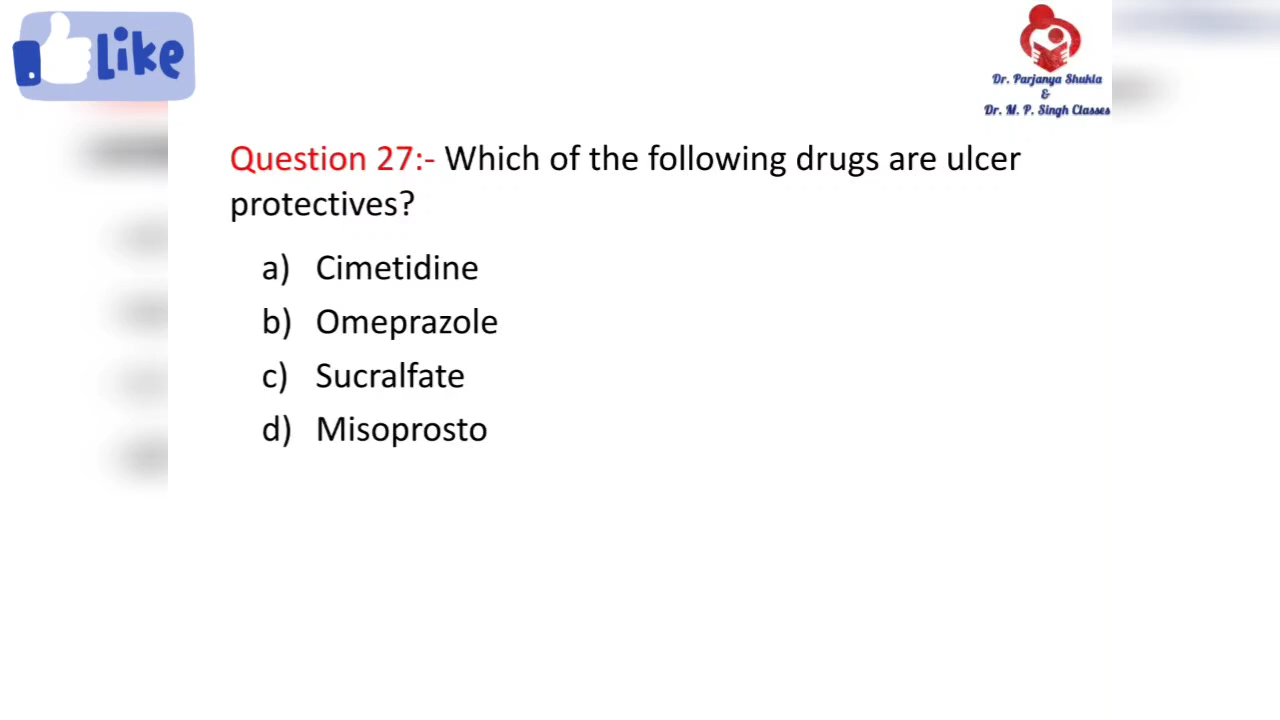 Like
Dr. Parjanya Shukla
&
Dr. M. P. Singh Classes
Question 27:- Which of the following drugs are ulcer
protectives?
a) Cimetidine
b) Omeprazole
c) Sucralfate
d) Misoprosto